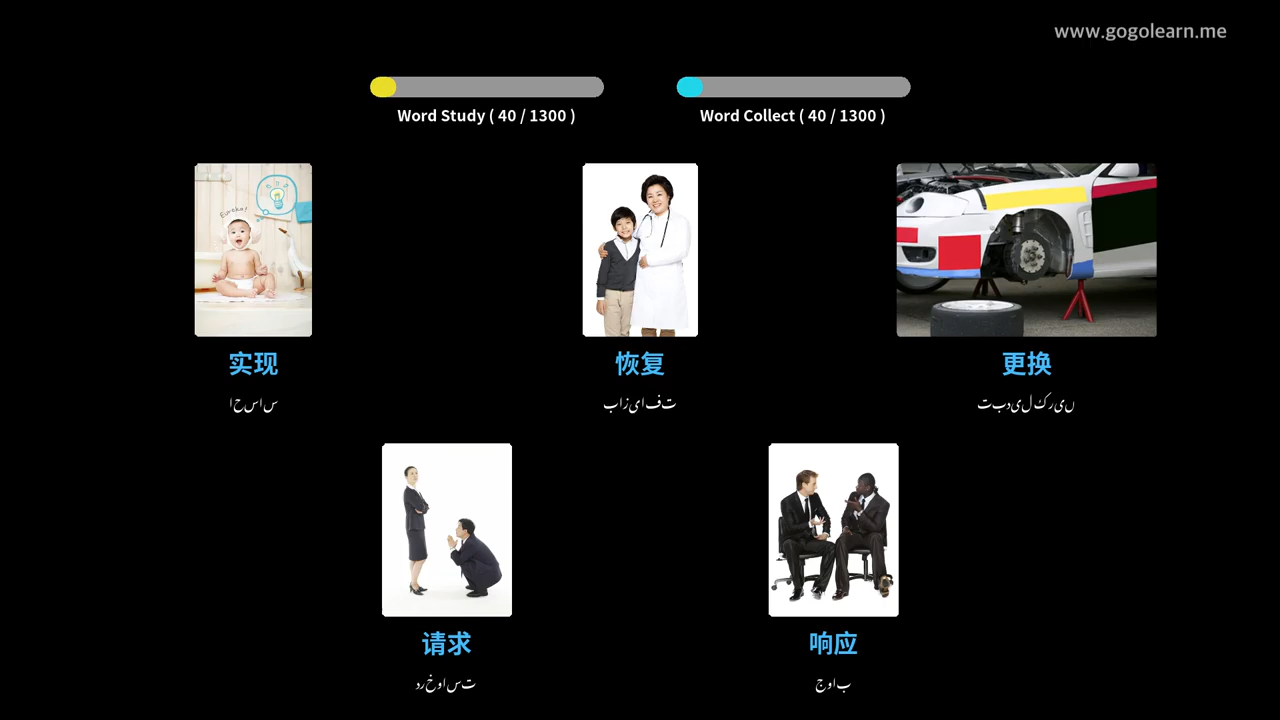 www.gogolearn.me
Word Study ( 40 / 1300 )
Word Collect ( 40 / 1300 )
Eureka!
实现
احساس
恢复
بازیافت
更换
تبدیل کریں
请求
درخواست
响应
جواب